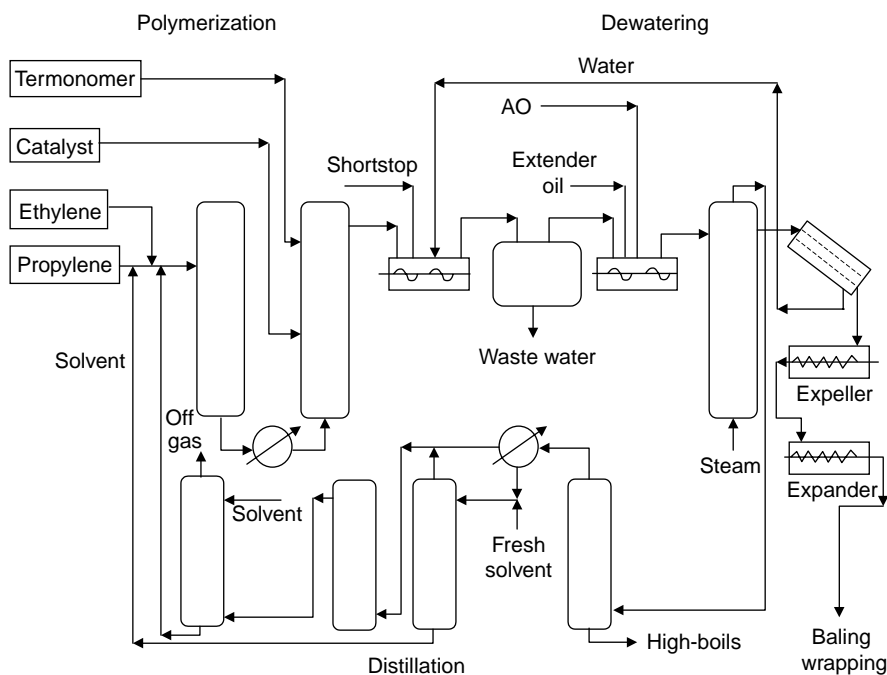 Polymerization
Dewatering
Termonomer
Water
AO
Catalyst
Shortstop
Extender
oil
Ethylene
Propylene
Solvent
Waste water
Expeller
Off
gas
Steam
Expander
Solvent
Fresh
solvent
High-boils
Baling
wrapping
Distillation